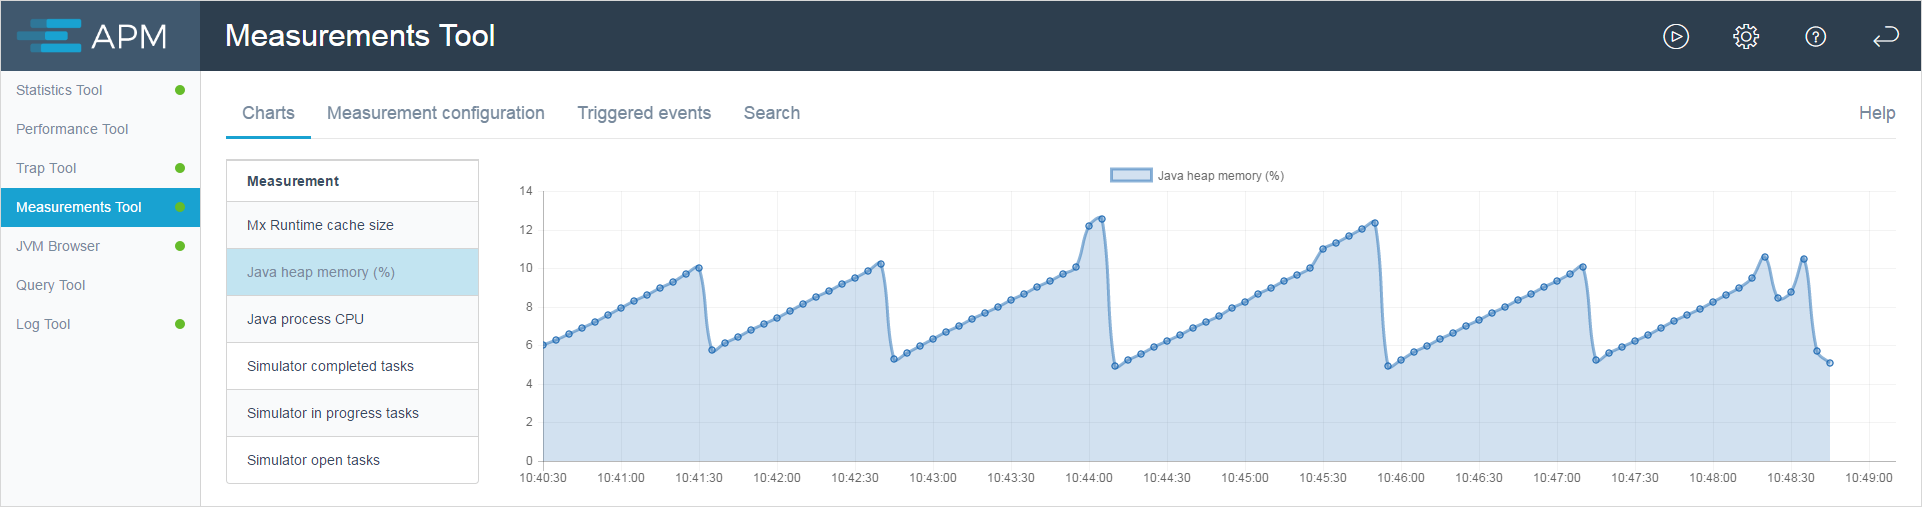 APM
Measurements Tool
Statistics Tool
Performance Tool
Trap Tool
Measurements Tool
JVM Browser
Query Tool
Log Tool
Charts Measurement configuration Triggered events Search Help
Measurement
Mx Runtime cache size
Java heap memory (%)
Java process CPU
Simulator completed tasks
Simulator in progress tasks
Simulator open tasks
Java heap memory (%)
14
12
10
8
6
4
2
0
10:40:30 10:41:00 10:41:30 10:42:00 10:42:30 10:43:00 10:43:30 10:44:00 10:44:30 10:45:00 10:45:30 10:46:00 10:46:30 10:47:00 10:47:30 10:48:00 10:48:30 10:49:00